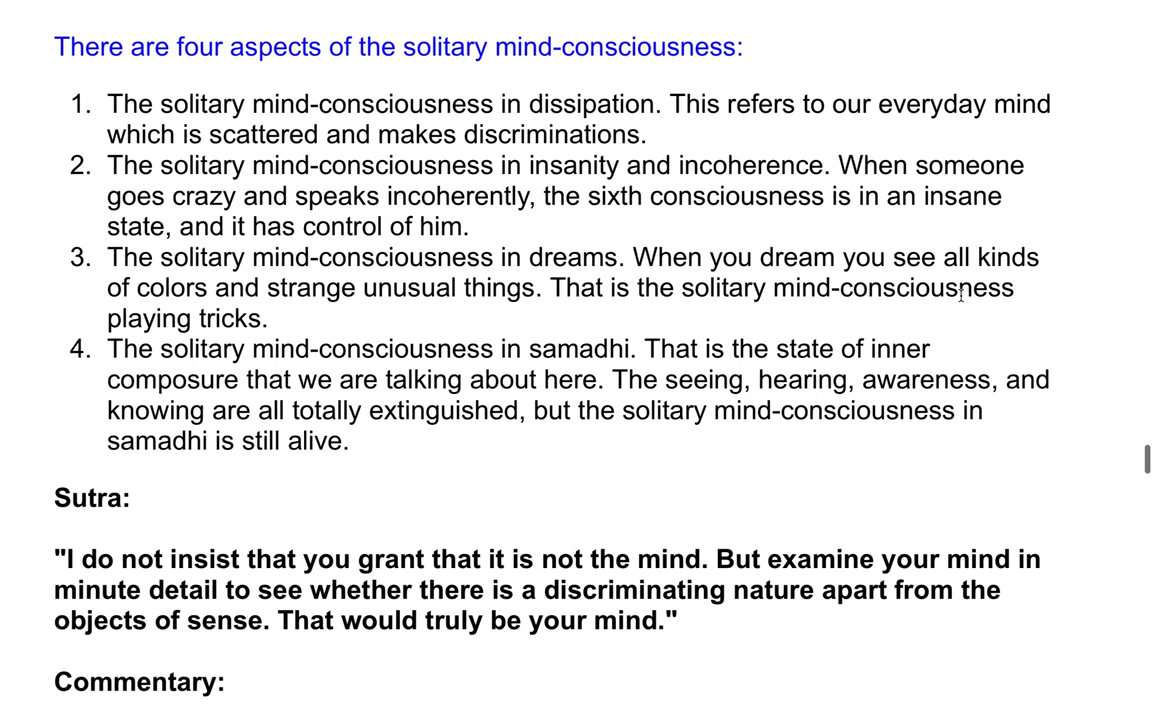 There are four aspects of the solitary mind-consciousness:
1. The solitary mind-consciousness in dissipation. This refers to our everyday mind
which is scattered and makes discriminations.
2. The solitary mind-consciousness in insanity and incoherence. When someone
goes crazy and speaks incoherently, the sixth consciousness is in an insane
state, and it has control of him.
3. The solitary mind-consciousness in dreams. When you dream you see all kinds
of colors and strange unusual things. That is the solitary mind-consciousness
playing tricks.
4. The solitary mind-consciousness in samadhi. That is the state of inner
composure that we are talking about here. The seeing, hearing, awareness, and
knowing are all totally extinguished, but the solitary mind-consciousness in
samadhi is still alive.
Sutra:
"I do not insist that you grant that it is not the mind. But examine your mind in
minute detail to see whether there is a discriminating nature apart from the
objects of sense. That would truly be your mind."
Commentary: